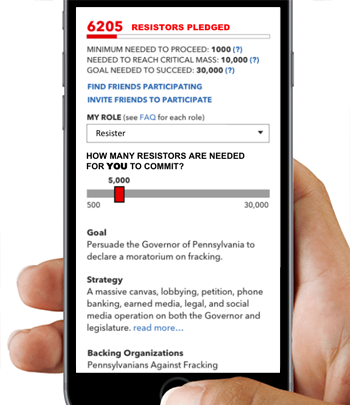 6205 RESISTORS PLEDGED
MINIMUM NEEDED TO PROCEED: 1000 (?)
NEEDED TO REACH CRITICAL MASS: 10,000 (?)
GOAL NEEDED TO SUCCEED: 30,000 (?)
FIND FRIENDS PARTICIPATING
INVITE FRIENDS TO PARTICIPATE
MY ROLE (see FAQ for each role)
Resister
HOW MANY RESISTORS ARE NEEDED
FOR YOU TO COMMIT?
5,000
500 30,000
Goal
Persuade the Governor of Pennsylvania to
declare a moratorium on fracking.
Strategy
A massive canvas, lobbying, petition, phone
banking, earned media, legal, and social
media operation on both the Governor and
legislature. read more...
Backing Organizations
Pennsylvanians Against Fracking